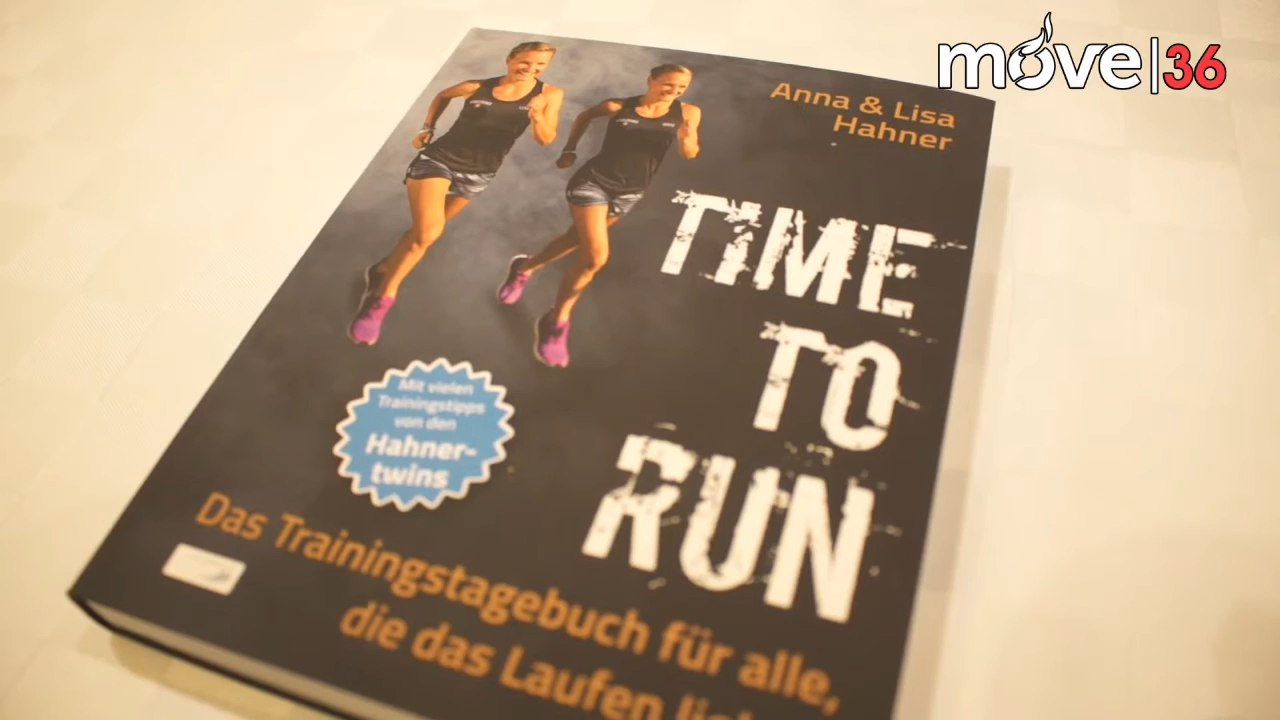 move|36
Anna & Lisa
Hahner
TIME
TO
RUN
Mit vielen
Trainingstipps
von den
Hahner-
twins
Das Trainingstagebuch für alle,
die das Laufen